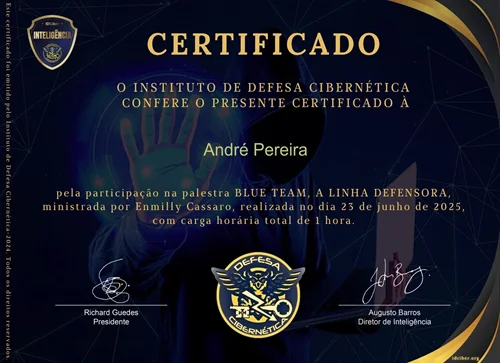 INTELIGÊNCIA
CERTIFICADO
O INSTITUTO DE DEFESA CIBERNÉTICA
CONFERE O PRESENTE CERTIFICADO À
André Pereira
pela participação na palestra BLUE TEAM, A LINHA DEFENSORA,
ministrada por Enmilly Cassaro, realizada no dia 23 de junho de 2025,
com carga horária total de 1 hora.
DEFESA
CIBERNÉTICA
Richard Guedes
Presidente
Augusto Barros
Diretor de Inteligência
idciber.org
Este certificado foi emitido pelo Instituto de Defesa Cibernética-2024. Todos os direitos reservados.